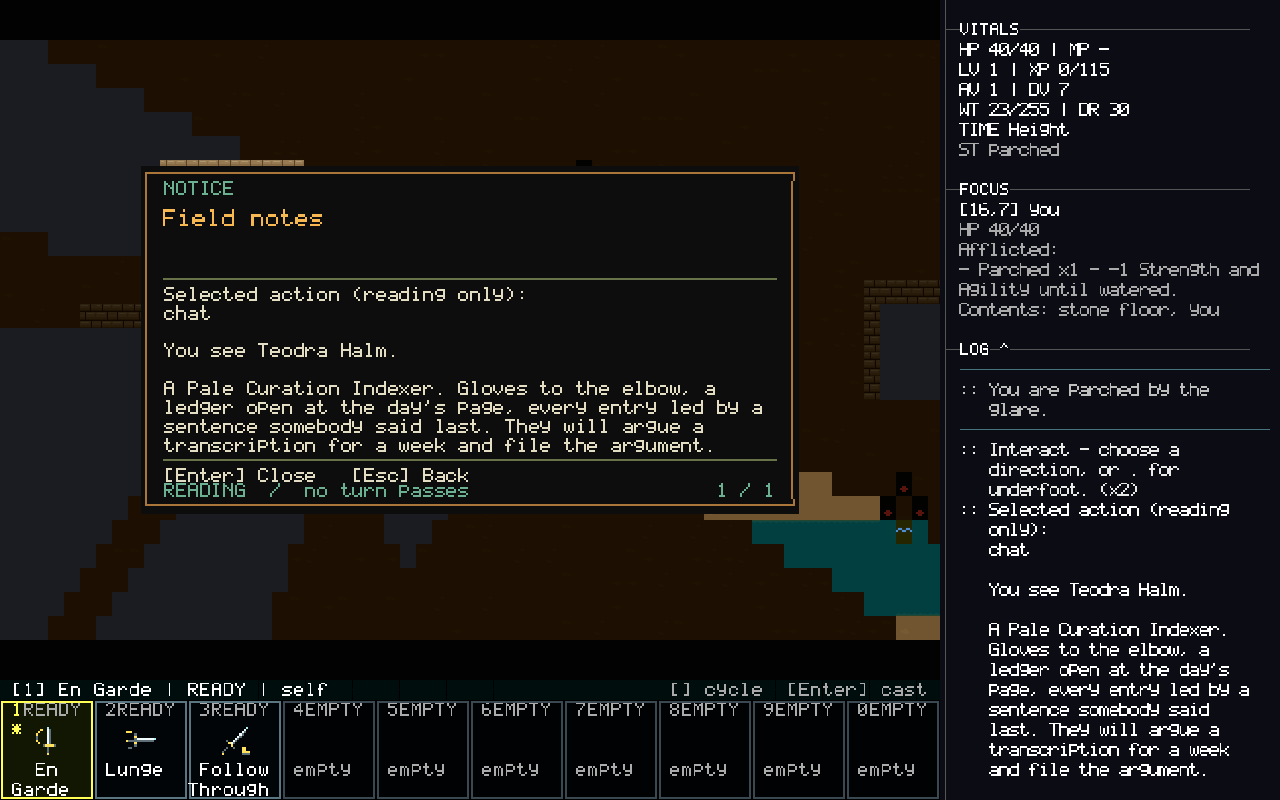 NOTICE
Field notes
Selected action (reading only):
chat
You see Teodra Halm.
A Pale Curation Indexer. Gloves to the elbow, a
ledger open at the day's page, every entry led by a
sentence somebody said last. They will argue a
transcription for a week and file the argument.
[Enter] Close [Esc] Back
READING / no turn passes 1 / 1
[1] En Garde | READY | self [] cycle [Enter] cast
1READY 2READY 3READY 4EMPTY 5EMPTY 6EMPTY 7EMPTY 8EMPTY 9EMPTY 0EMPTY
*
En Garde Lunge Follow Through empty empty empty empty empty empty empty
VITALS
HP 40/40 | MP -
LV 1 | XP 0/115
AV 1 | DV 7
WT 23/255 | DR 30
TIME Height
ST Parched
FOCUS
[16,7] you
HP 40/40
Afflicted:
- Parched x1 - -1 Strength and
Agility until watered.
Contents: stone floor, you
LOG ^
:: You are Parched by the
glare.
:: Interact - choose a
direction, or . for
underfoot. (x2)
:: Selected action (reading
only):
chat
You see Teodra Halm.
A Pale Curation Indexer.
Gloves to the elbow, a
ledger open at the day's
page, every entry led by a
sentence somebody said
last. They will argue a
transcription for a week
and file the argument.